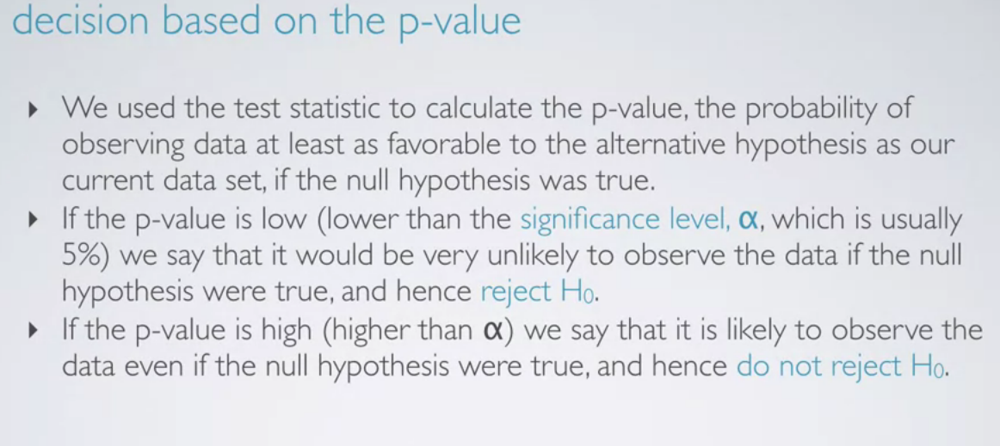 decision based on the p-value
▸ We used the test statistic to calculate the p-value, the probability of
observing data at least as favorable to the alternative hypothesis as our
current data set, if the null hypothesis was true.
▸ If the p-value is low (lower than the significance level, α, which is usually
5%) we say that it would be very unlikely to observe the data if the null
hypothesis were true, and hence reject H₀.
▸ If the p-value is high (higher than α) we say that it is likely to observe the
data even if the null hypothesis were true, and hence do not reject H₀.